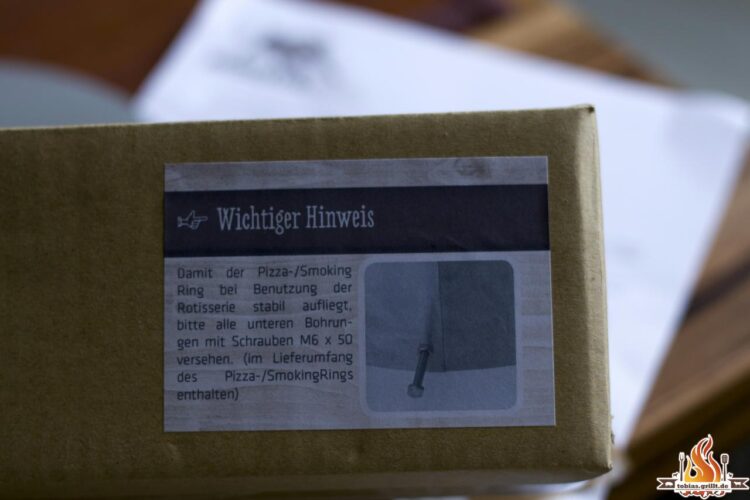 Wichtiger Hinweis
Damit der Pizza-/Smoking
Ring bei Benutzung der
Rotisserie stabil aufliegt,
bitte alle unteren Bohrun-
gen mit Schrauben M6 x 50
versehen. (im Lieferumfang
des Pizza-/SmokingRings
enthalten)
tobias-grillt.de